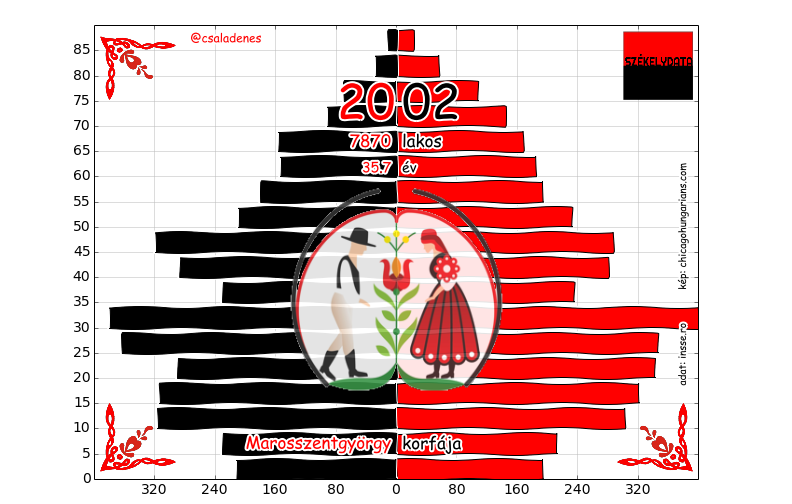 @csaladenes
SZÉKELYDATA
2002
7870 lakos
35.7 év
kép: chicagohungarians.com
adat: insse.ro
Marosszentgyörgy korfája
85
80
75
70
65
60
55
50
45
40
35
30
25
20
15
10
5
0
320 240 160 80 0 80 160 240 320